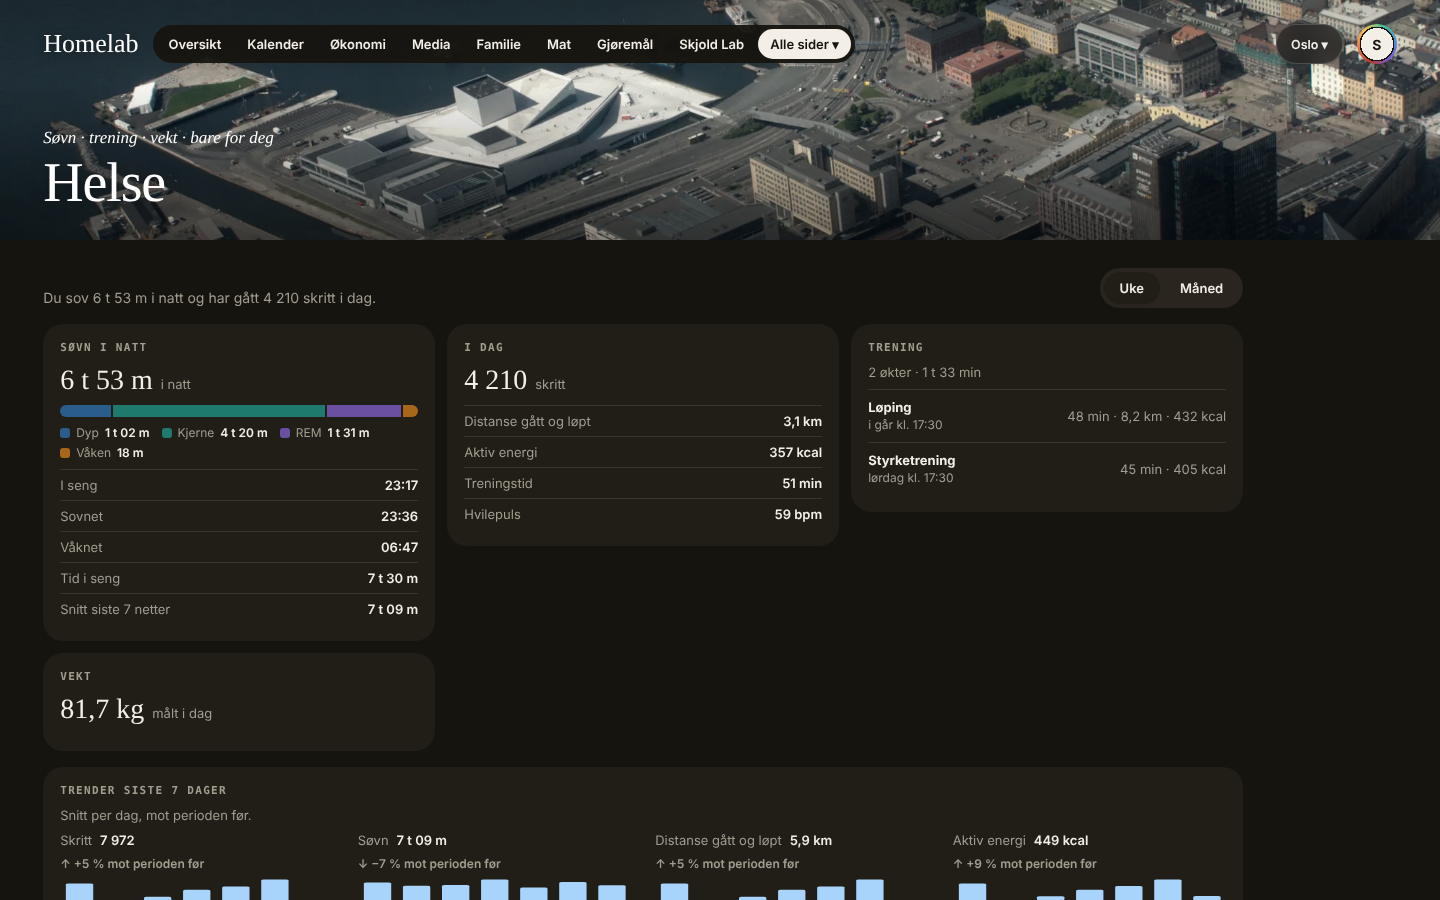 Homelab
Oversikt Kalender Økonomi Media Familie Mat Gjøremål Skjold Lab Alle sider ▾
Oslo ▾ S
Søvn · trening · vekt · bare for deg
Helse
Du sov 6 t 53 m i natt og har gått 4 210 skritt i dag.
Uke Måned
SØVN I NATT
6 t 53 m i natt
Dyp 1 t 02 m Kjerne 4 t 20 m REM 1 t 31 m
Våken 18 m
I seng 23:17
Sovnet 23:36
Våknet 06:47
Tid i seng 7 t 30 m
Snitt siste 7 netter 7 t 09 m
I DAG
4 210 skritt
Distanse gått og løpt 3,1 km
Aktiv energi 357 kcal
Treningstid 51 min
Hvilepuls 59 bpm
TRENING
2 økter · 1 t 33 min
Løping
i går kl. 17:30
48 min · 8,2 km · 432 kcal
Styrketrening
lørdag kl. 17:30
45 min · 405 kcal
VEKT
81,7 kg målt i dag
TRENDER SISTE 7 DAGER
Snitt per dag, mot perioden før.
Skritt 7 972
↑ +5 % mot perioden før
Søvn 7 t 09 m
↓ −7 % mot perioden før
Distanse gått og løpt 5,9 km
↑ +5 % mot perioden før
Aktiv energi 449 kcal
↑ +9 % mot perioden før